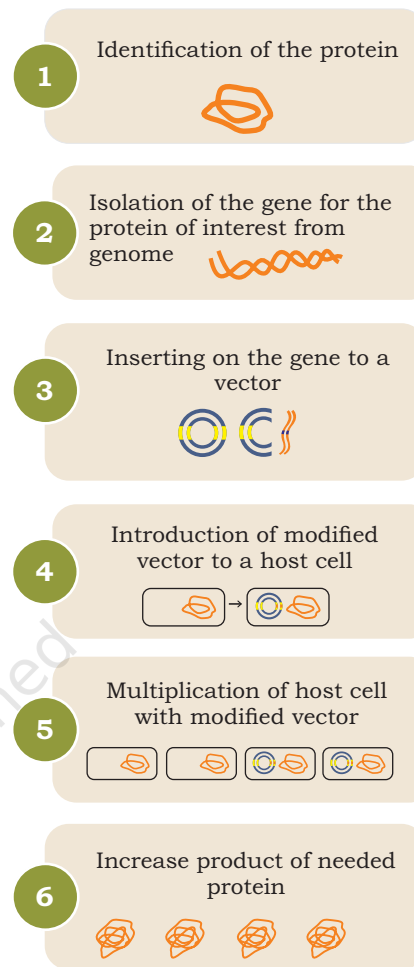 1
Identification of the protein
2
Isolation of the gene for the
protein of interest from
genome
3
Inserting on the gene to a
vector
4
Introduction of modified
vector to a host cell
5
Multiplication of host cell
with modified vector
6
Increase product of needed
protein